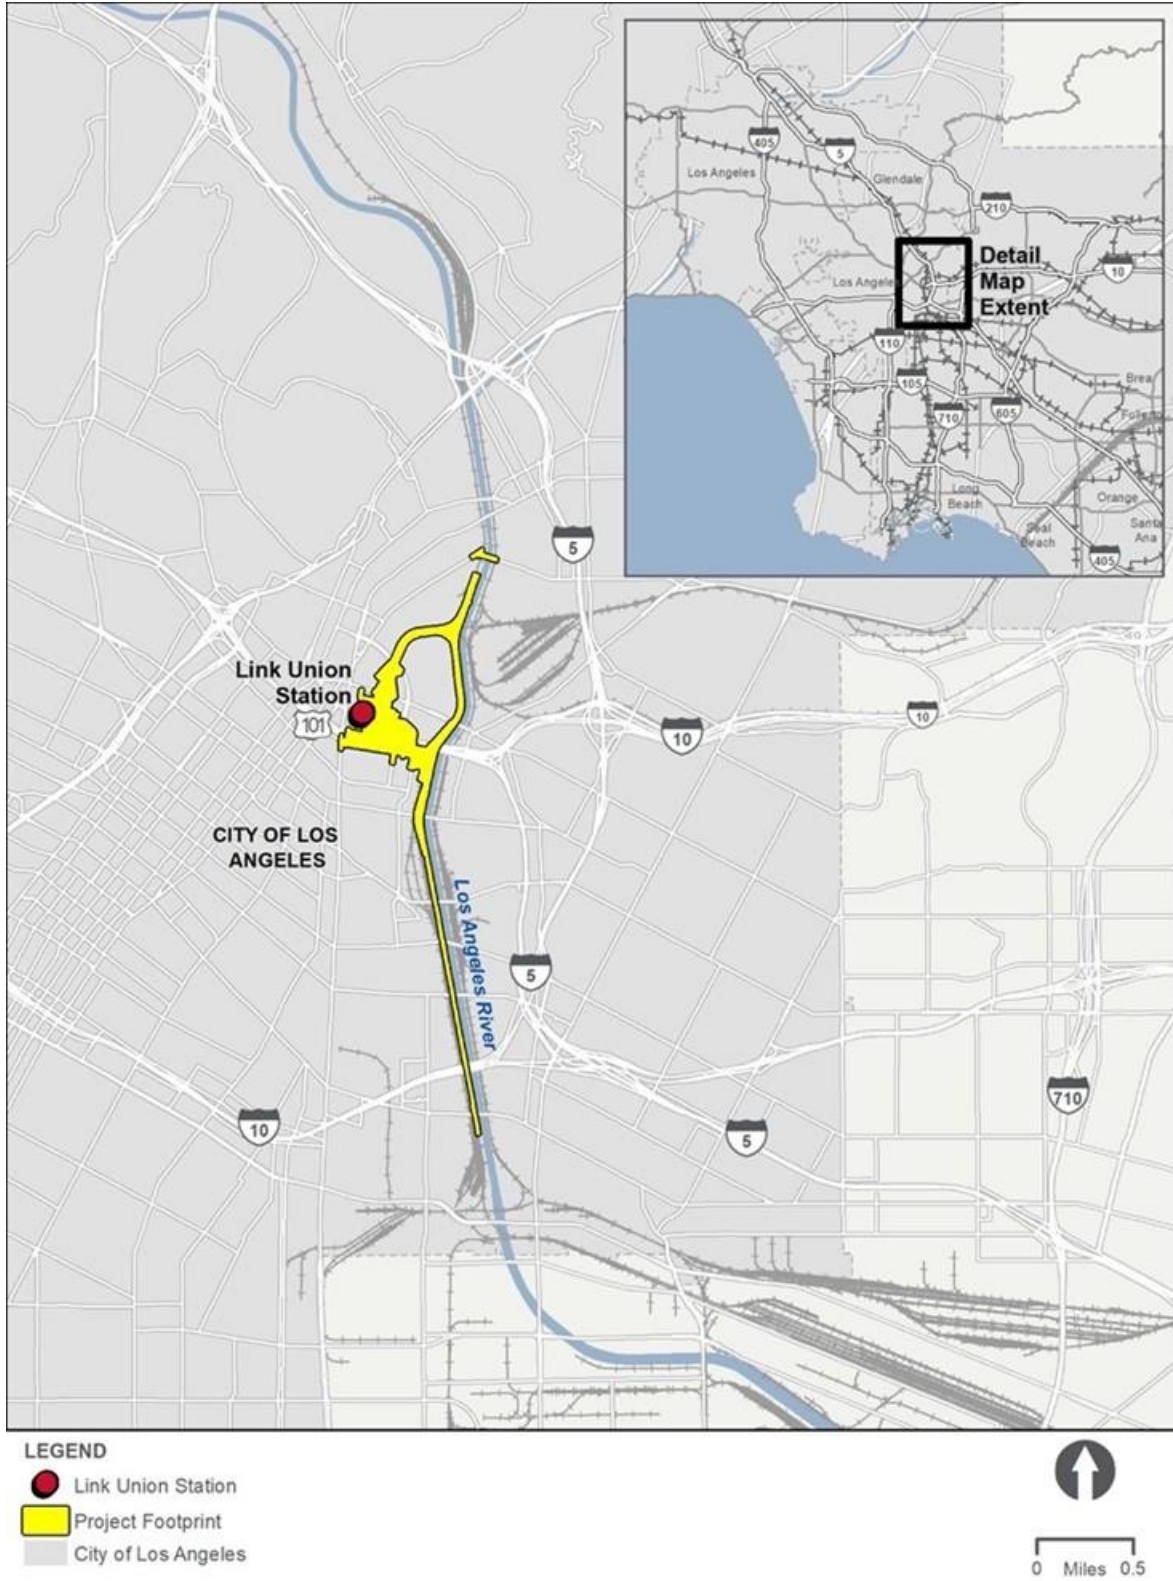 405
5
Los Angeles
Glendale
210
Detail
Map
Extent
10
Los Angele
110
105
710
605
Brea
Long
Beach
Orange
Seal
Beach
Santa
Ana
405
5
Link Union
Station
101
10
10
CITY OF LOS
ANGELES
Los Angeles River
5
10
5
710
LEGEND
Link Union Station
Project Footprint
City of Los Angeles
0 Miles 0.5